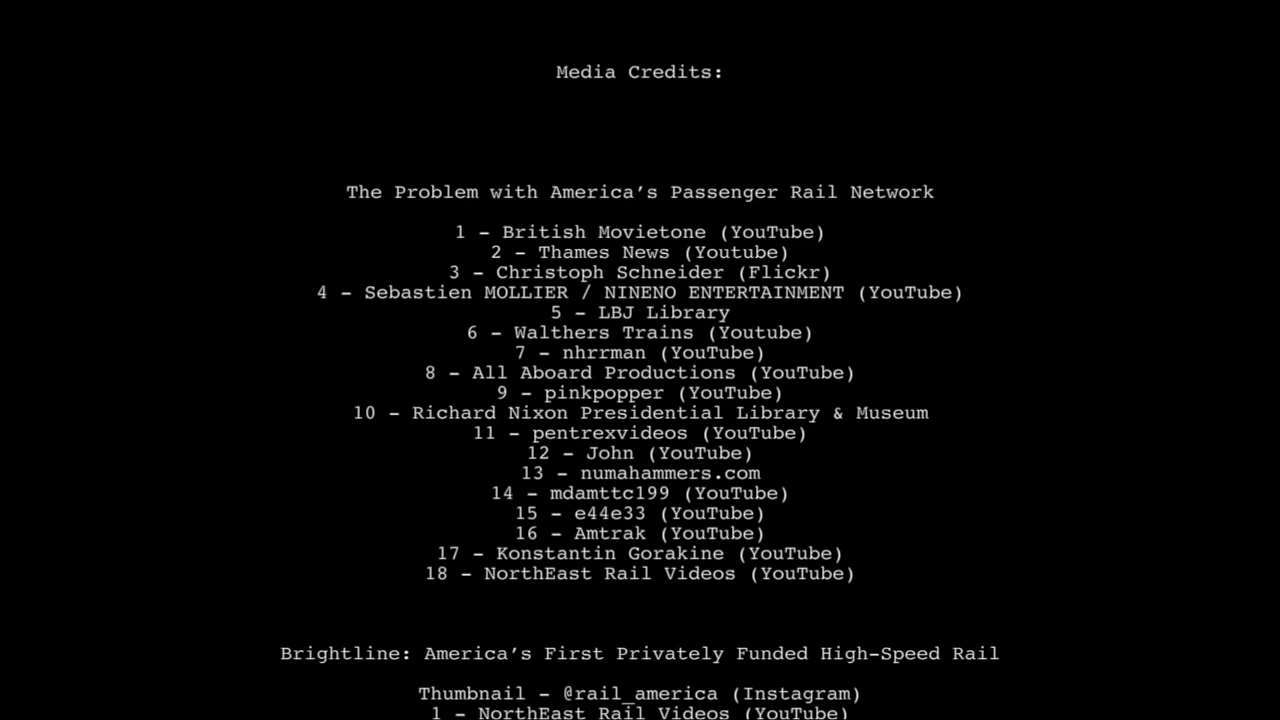 Media Credits:
The Problem with America’s Passenger Rail Network
1 – British Movietone (YouTube)
2 – Thames News (Youtube)
3 – Christoph Schneider (Flickr)
4 – Sebastien MOLLIER / NINENO ENTERTAINMENT (YouTube)
5 – LBJ Library
6 – Walthers Trains (Youtube)
7 – nhrrman (YouTube)
8 – All Aboard Productions (YouTube)
9 – pinkpopper (YouTube)
10 – Richard Nixon Presidential Library & Museum
11 – pentrexvideos (YouTube)
12 – John (YouTube)
13 – numahammers.com
14 – mdamttc199 (YouTube)
15 – e44e33 (YouTube)
16 – Amtrak (YouTube)
17 – Konstantin Gorakine (YouTube)
18 – NorthEast Rail Videos (YouTube)
Brightline: America’s First Privately Funded High-Speed Rail
Thumbnail – @rail_america (Instagram)
1 – NorthEast Rail Videos (YouTube)